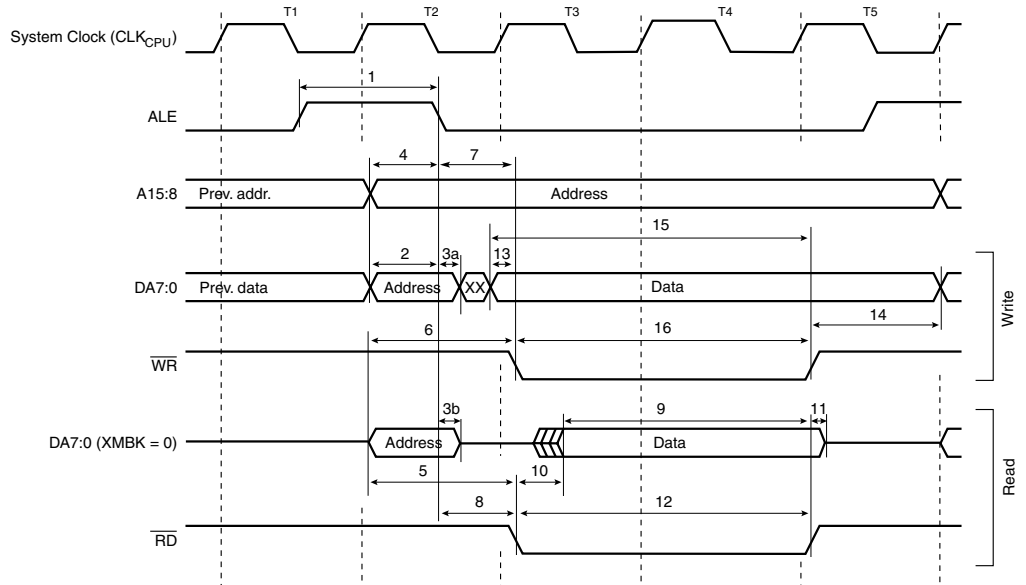 T1 T2 T3 T4 T5
System Clock (CLKCPU)
1
ALE
4 7
A15:8 Prev. addr. Address
15
2 3a 13
DA7:0 Prev. data Address XX Data
14
6 16
WR
Write
3b 9 11
DA7:0 (XMBK = 0) Address Data
5 10
8 12
RD
Read